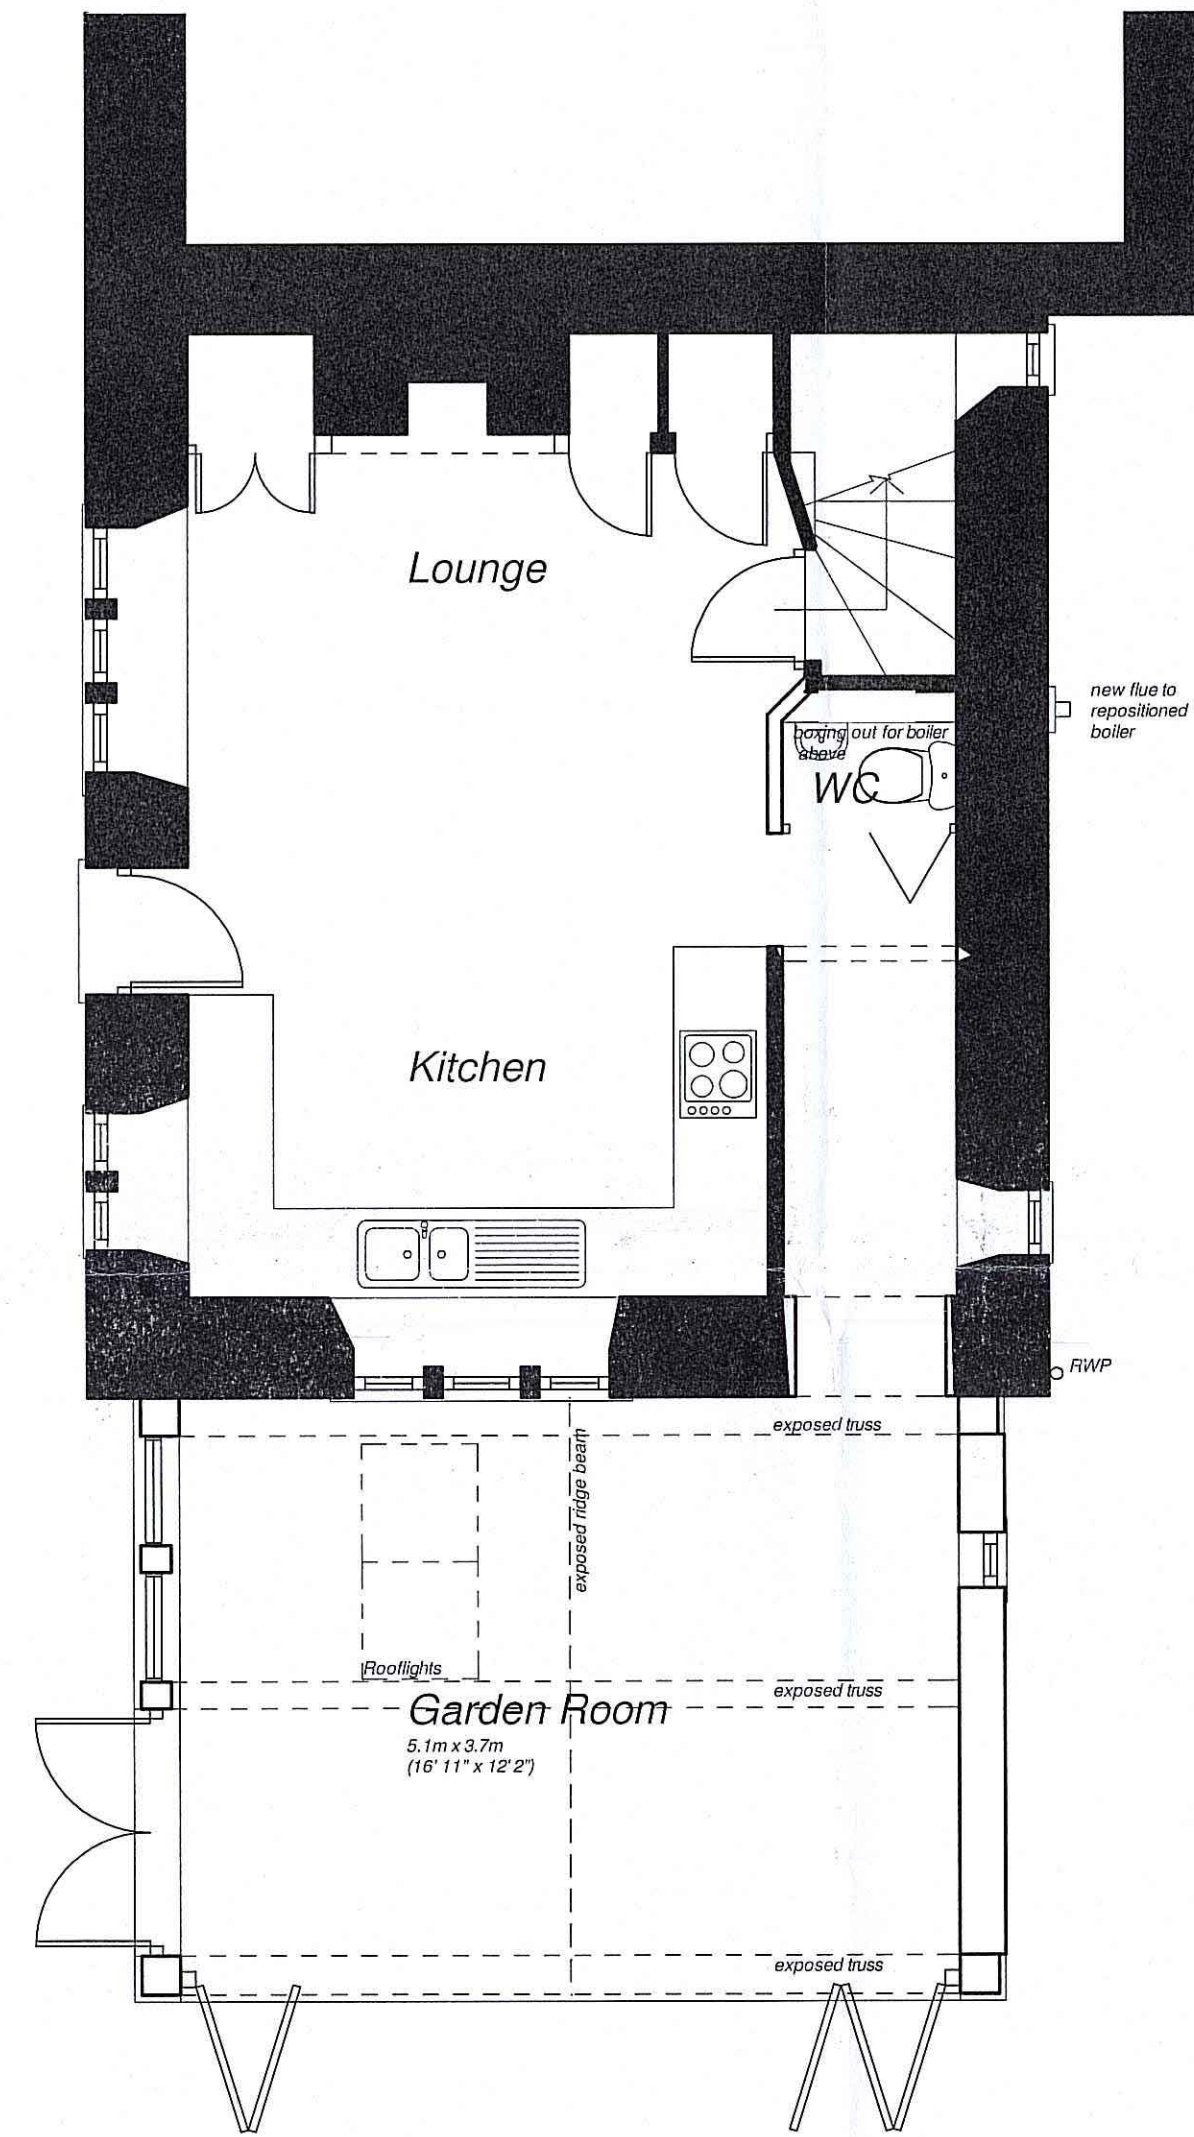 Lounge
new flue to
repositioned
boiler
boxing out for boiler
above
WC
Kitchen
RWP
exposed truss
exposed ridge beam
Rooflights
exposed truss
Garden Room
5.1m x 3.7m
(16' 11" x 12' 2")
exposed truss